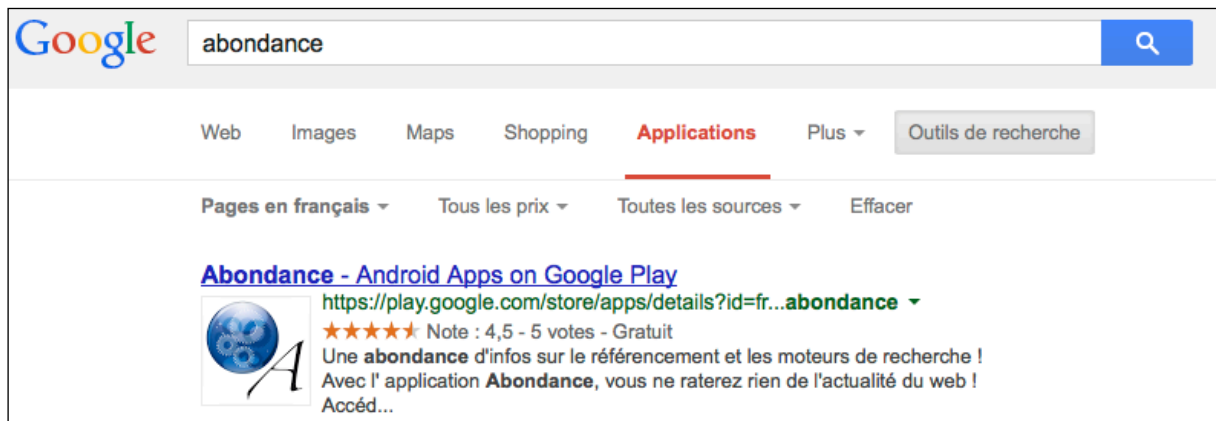 Google abondance
Web Images Maps Shopping Applications Plus Outils de recherche
Pages en français Tous les prix Toutes les sources Effacer
Abondance - Android Apps on Google Play
https://play.google.com/store/apps/details?id=fr...abondance
Note : 4,5 - 5 votes - Gratuit
A
Une abondance d'infos sur le référencement et les moteurs de recherche !
Avec l' application Abondance, vous ne raterez rien de l'actualité du web !
Accéd...